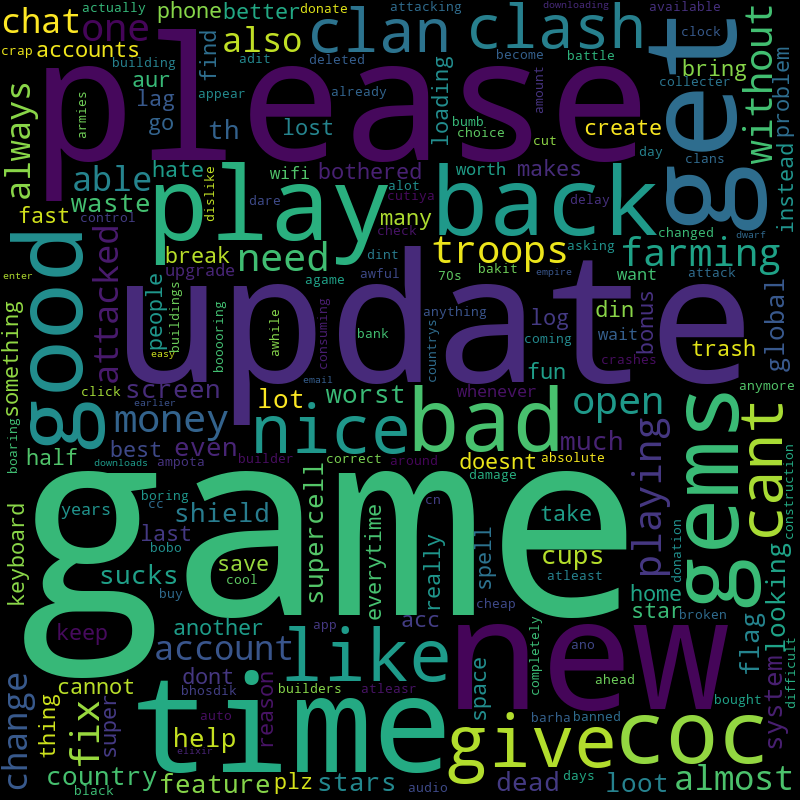 actually
phone
better
donate
attacking
downloading
available
chat
one
also
clan
clash
get
clock
crap
accounts
building
find
adit
deleted
become
battle
bring
without
please
aur
lag
appear
already
amount
collecter
problem
instead
always
armies
go
th
lost
loading
bumb
choice
cut
create
day
able
hate
wifi
bothered
worth
makes
clans
waste
play
dislike
dare
alot
cutiya
back
delay
fast
control
many
check
changed
dwarf
attacked
break
need
dint
troops
asking
farming
people
upgrade
agame
awful
70s
bakit
empire
want
attack
enter
good
buildings
update
din
bonus
global
something
booooring
awhile
consuming
anything
countrys
log
wait
coming
trash
easy
bank
crashes
fun
click
screen
email
lot
worst
whenever
anymore
boaring
earlier
money
nice
bad
open
gems
cant
half
best
even
much
downloads
ampota
builder
correct
around
doesnt
absolute
playing
construction
keyboard
years
boring
cc
shield
supercell
game
damage
take
looking
last
bobo
cn
donation
sucks
save
cool
everytime
really
spell
cups
atleast
home
keep
buy
cheap
star
broken
another
app
acc
new
flag
system
difficult
account
like
completely
ano
ahead
bought
change
cannot
dont
reason
space
thing
fix
super
bhosdik
builders
atleasr
time
give
barha
banned
coc
auto
help
elixir
country
feature
plz
stars
dead
days
loot
almost
black
audio